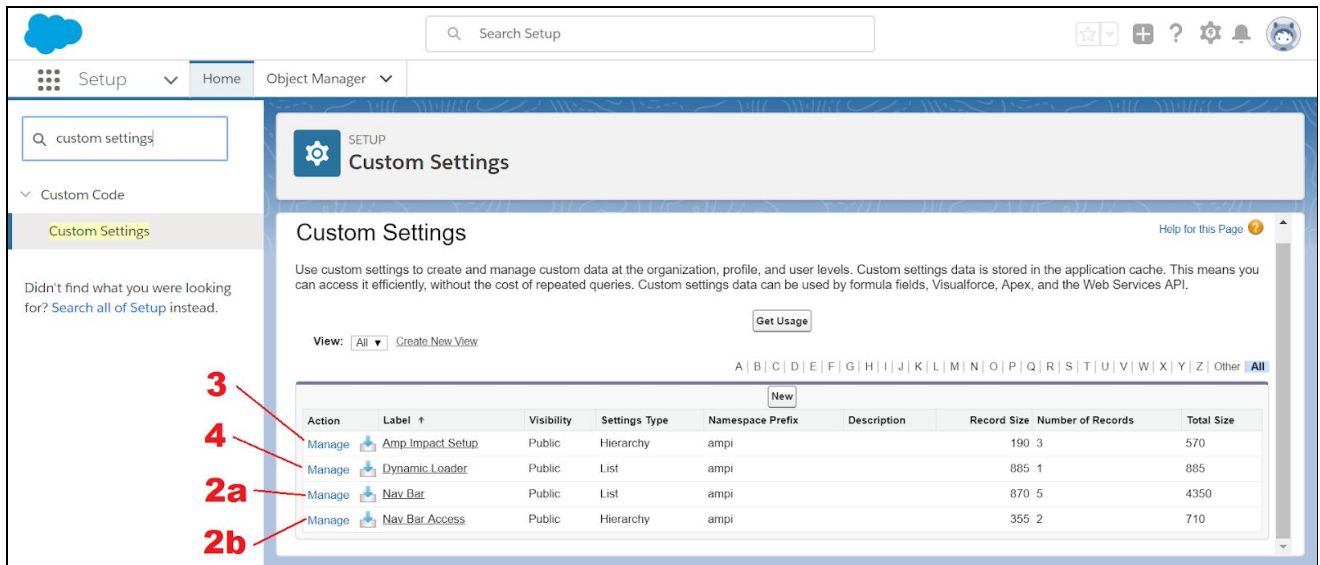 Search Setup
Setup
Home
Object Manager
custom settings
Custom Code
Custom Settings
Didn't find what you were looking
for? Search all of Setup instead.
SETUP
Custom Settings
Custom Settings
Help for this Page
Use custom settings to create and manage custom data at the organization, profile, and user levels. Custom settings data is stored in the application cache. This means you
can access it efficiently, without the cost of repeated queries. Custom settings data can be used by formula fields, Visualforce, Apex, and the Web Services API.
Get Usage
View: All Create New View
A | B | C | D | E | F | G | H | I | J | K | L | M | N | O | P | Q | R | S | T | U | V | W | X | Y | Z | Other All
New
Action Label ↑ Visibility Settings Type Namespace Prefix Description Record Size Number of Records Total Size
3 Manage Amp Impact Setup Public Hierarchy ampi 190 3 570
4 Manage Dynamic Loader Public List ampi 885 1 885
2a Manage Nav Bar Public List ampi 870 5 4350
2b Manage Nav Bar Access Public Hierarchy ampi 355 2 710